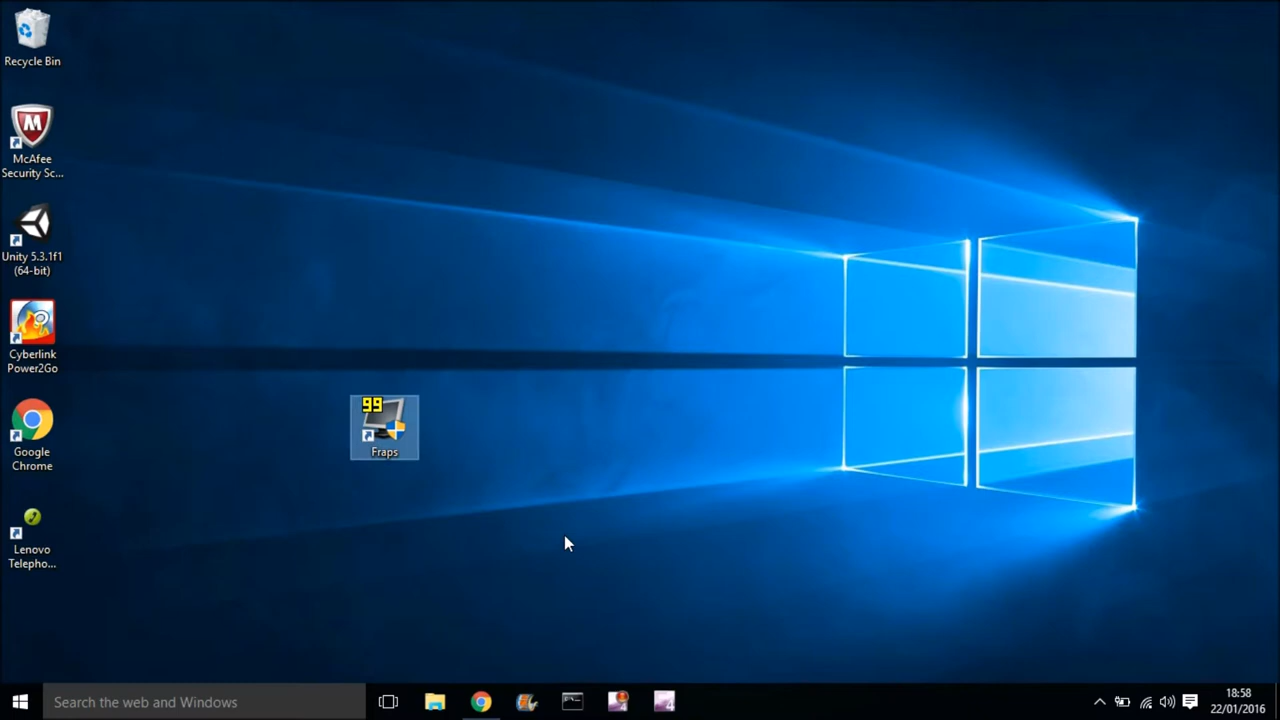 Recycle Bin
McAfee
Security Sc...
Unity 5.3.1f1
(64-bit)
Cyberlink
Power2Go
Google
Chrome
Lenovo
Telepho...
99
Fraps
Search the web and Windows
18:58
22/01/2016